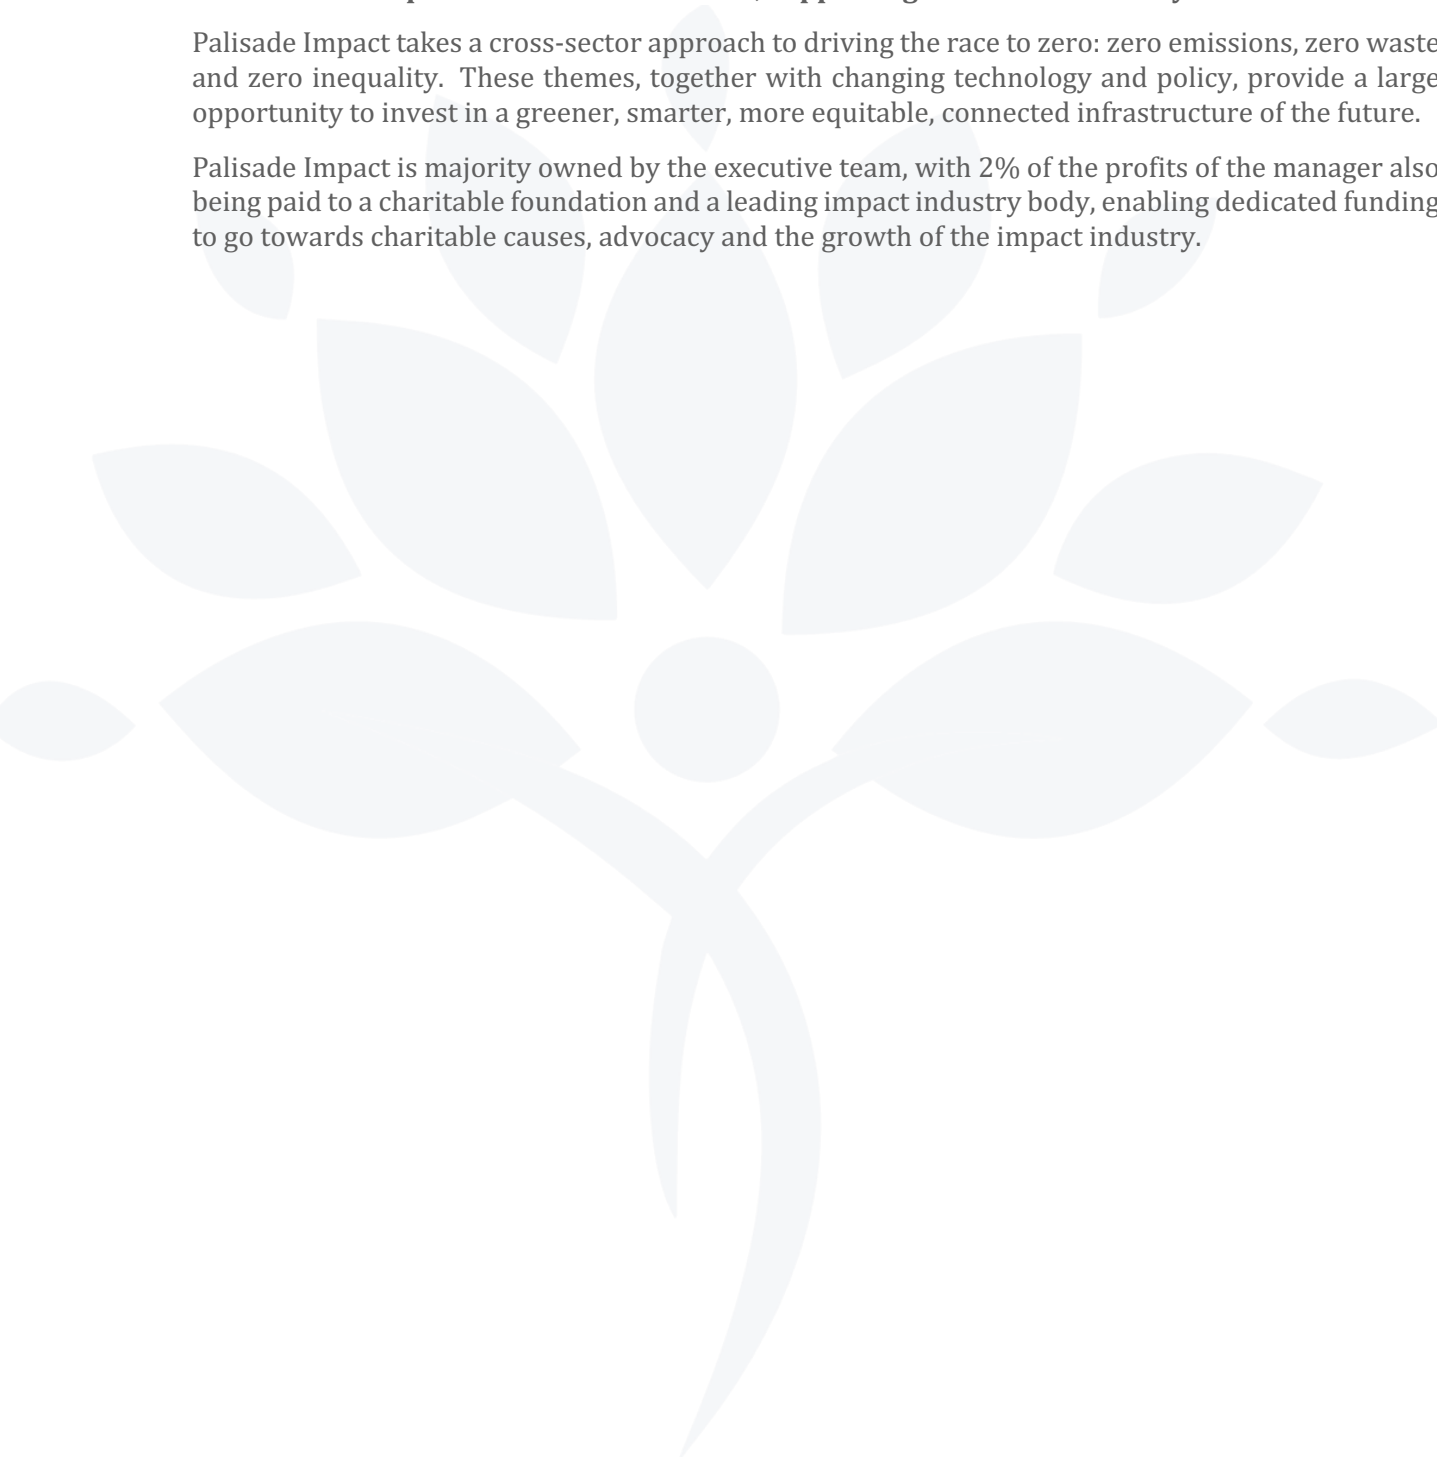 Palisade Impact takes a cross-sector approach to driving the race to zero: zero emissions, zero waste
and zero inequality. These themes, together with changing technology and policy, provide a large
opportunity to invest in a greener, smarter, more equitable, connected infrastructure of the future.
Palisade Impact is majority owned by the executive team, with 2% of the profits of the manager also
being paid to a charitable foundation and a leading impact industry body, enabling dedicated funding
to go towards charitable causes, advocacy and the growth of the impact industry.